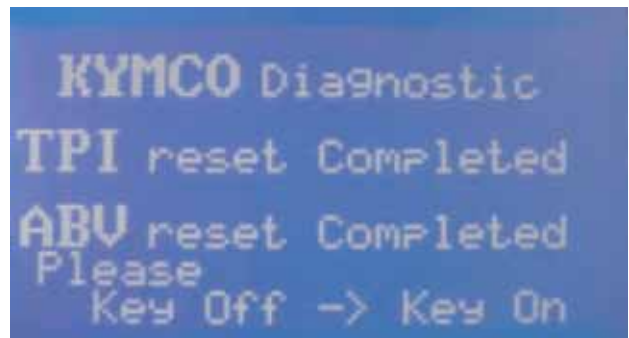 KYMCO Diagnostic
TPI reset Completed
ABV reset Completed
Please
Key Off -> Key On